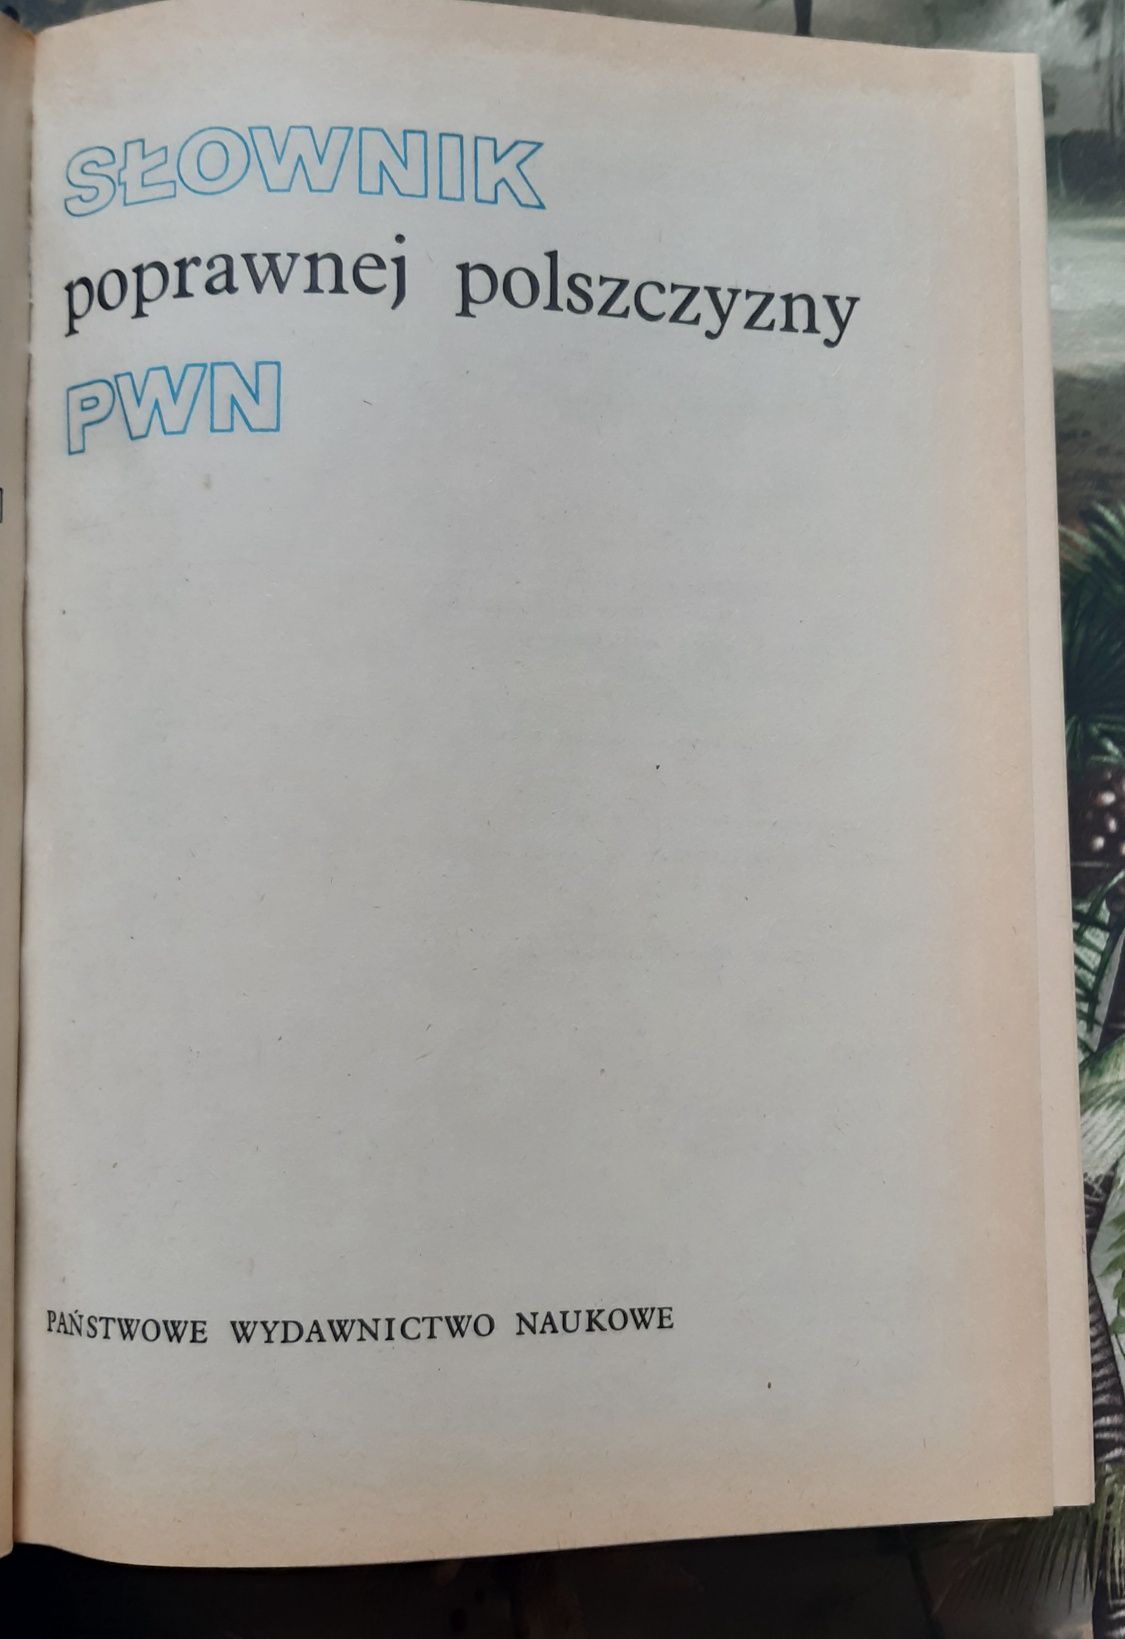 SŁOWNIK
poprawnej polszczyzny
PWN
PAŃSTWOWE WYDAWNICTWO NAUKOWE